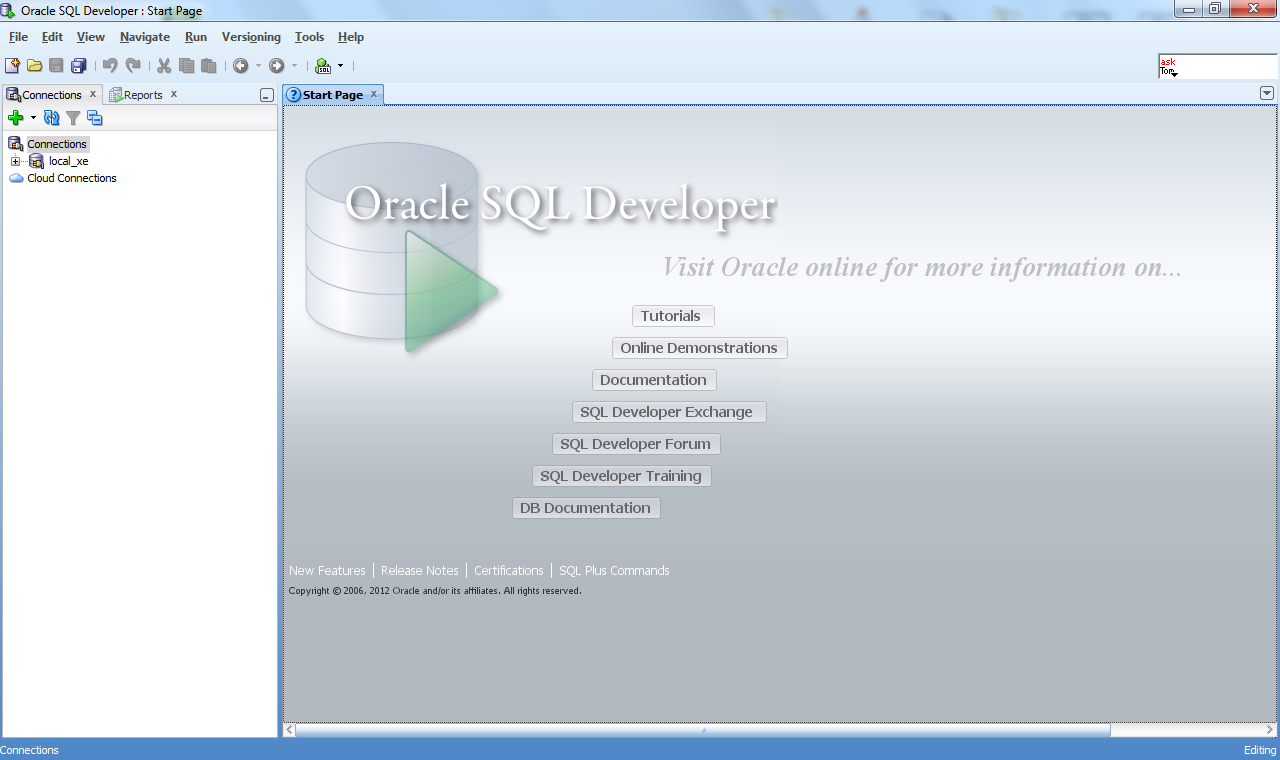 Oracle SQL Developer : Start Page
File Edit View Navigate Run Versioning Tools Help
SQL
ask
Tom
Connections x Reports x
Start Page x
Connections
local_xe
Cloud Connections
Oracle SQL Developer
Visit Oracle online for more information on...
Tutorials
Online Demonstrations
Documentation
SQL Developer Exchange
SQL Developer Forum
SQL Developer Training
DB Documentation
New Features | Release Notes | Certifications | SQL Plus Commands
Copyright © 2006, 2012 Oracle and/or its affiliates. All rights reserved.
Connections Editing